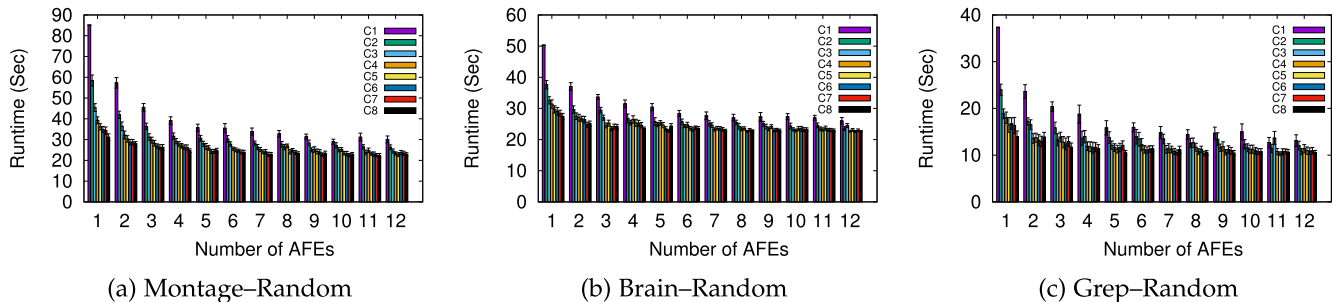 90
80
70
60
50
40
30
20
10
0
Runtime (Sec)
C1
C2
C3
C4
C5
C6
C7
C8
1 2 3 4 5 6 7 8 9 10 11 12
Number of AFEs
(a) Montage–Random
60
50
40
30
20
10
0
Runtime (Sec)
C1
C2
C3
C4
C5
C6
C7
C8
1 2 3 4 5 6 7 8 9 10 11 12
Number of AFEs
(b) Brain–Random
40
30
20
10
0
Runtime (Sec)
C1
C2
C3
C4
C5
C6
C7
C8
1 2 3 4 5 6 7 8 9 10 11 12
Number of AFEs
(c) Grep–Random